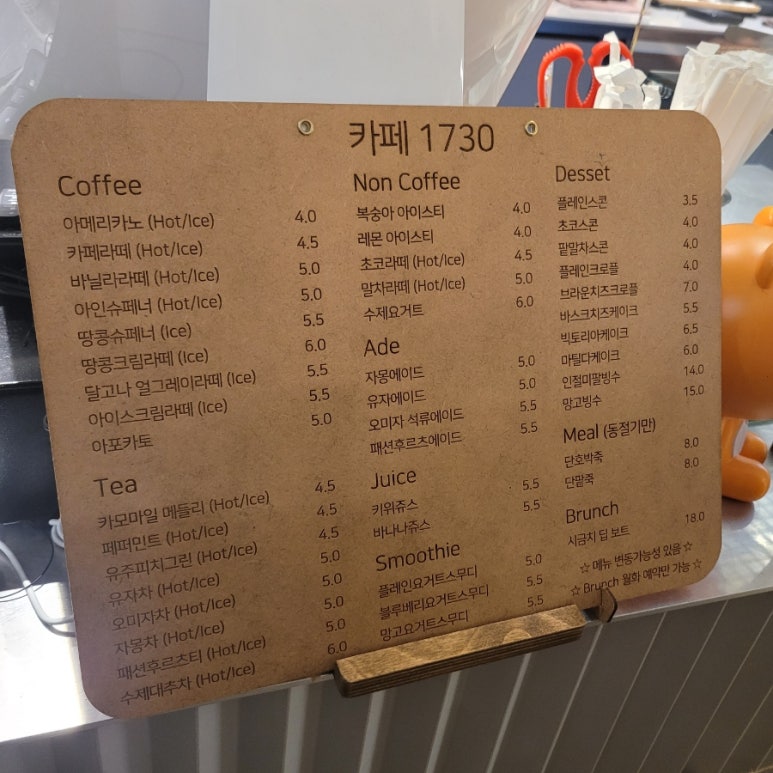 카페 1730
Coffee
아메리카노 (Hot/Ice) 4.0
카페라떼 (Hot/Ice) 4.5
바닐라라떼 (Hot/Ice) 5.0
아인슈페너 (Hot/Ice) 5.0
땅콩슈페너 (Ice) 5.5
땅콩크림라떼 (Ice) 6.0
달고나 얼그레이라떼 (Ice) 5.5
아이스크림라떼 (Ice) 5.5
아포카토 5.0
Tea
카모마일 메들리 (Hot/Ice) 4.5
페퍼민트 (Hot/Ice) 4.5
유주피치그린 (Hot/Ice) 4.5
유자차 (Hot/Ice) 5.0
오미자차 (Hot/Ice) 5.0
자몽차 (Hot/Ice) 5.0
패션후르츠티 (Hot/Ice) 5.0
수제대추차 (Hot/Ice) 6.0
Non Coffee
복숭아 아이스티 4.0
레몬 아이스티 4.0
초코라떼 (Hot/Ice) 4.5
말차라떼 (Hot/Ice) 5.0
수제요거트 6.0
Ade
자몽에이드 5.0
유자에이드 5.0
오미자 석류에이드 5.5
패션후르츠에이드 5.5
Juice
키위쥬스 5.5
바나나쥬스 5.5
Smoothie
플레인요거트스무디 5.0
블루베리요거트스무디 5.5
망고요거트스무디 5.5
Desset
플레인스콘 3.5
초코스콘 4.0
팥말차스콘 4.0
플레인크로플 4.0
브라운치즈크로플 7.0
바스크치즈케이크 5.5
빅토리아케이크 6.5
마틸다케이크 6.0
인절미팥빙수 14.0
망고빙수 15.0
Meal (동절기만)
단호박죽 8.0
단팥죽 8.0
Brunch
시금치 딥 보트 18.0
☆ 메뉴 변동가능성 있음 ☆
☆ Brunch 월화 예약만 가능 ☆